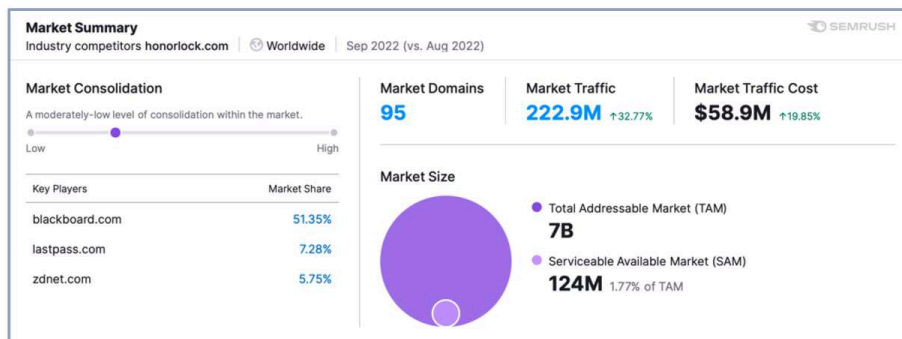 Market Summary
SEMRUSH
Industry competitors honorlock.com Worldwide Sep 2022 (vs. Aug 2022)
Market Consolidation
A moderately-low level of consolidation within the market.
Low High
Key Players Market Share
blackboard.com 51.35%
lastpass.com 7.28%
zdnet.com 5.75%
Market Domains Market Traffic Market Traffic Cost
95 222.9M ↑32.77% $58.9M ↑19.85%
Market Size
Total Addressable Market (TAM)
7B
Serviceable Available Market (SAM)
124M 1.77% of TAM